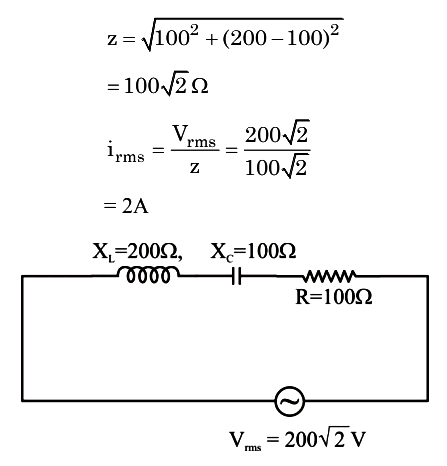 z = √100² + (200 – 100)²
= 100√2 Ω
i_rms = V_rms / z = 200√2 / 100√2
= 2A
X_L=200Ω, X_C=100Ω
R=100Ω
~
V_rms = 200√2 V